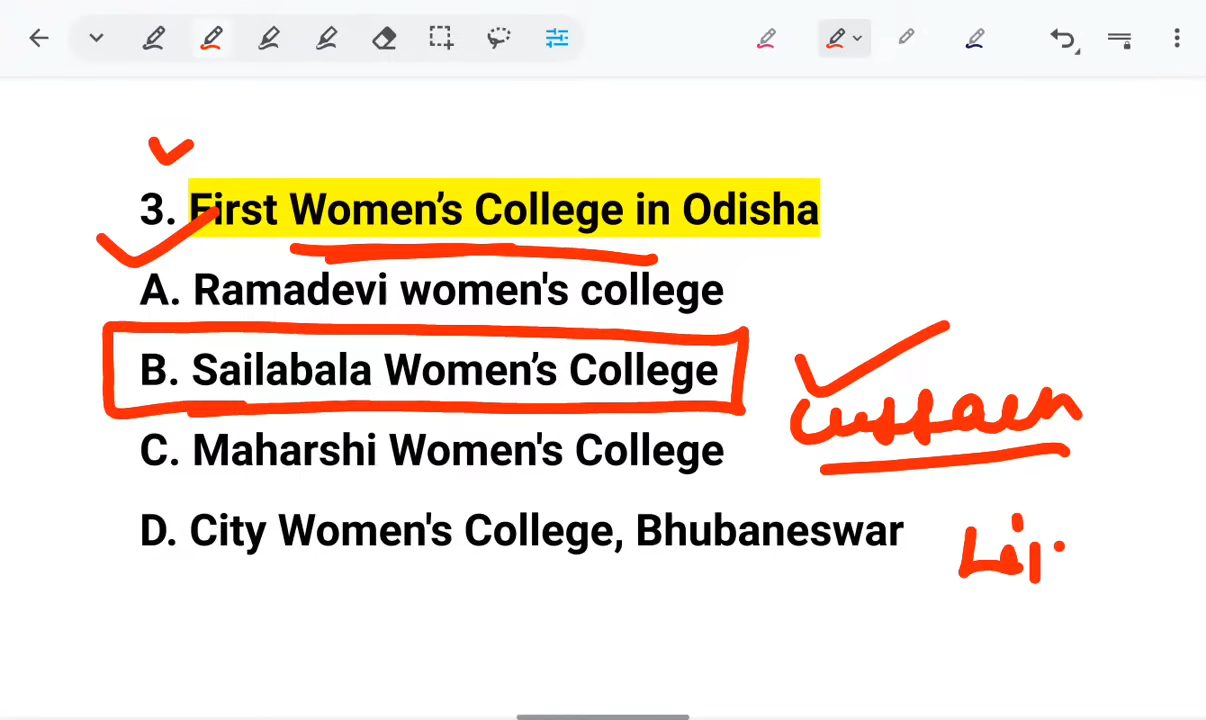 3. First Women’s College in Odisha
A. Ramadevi women's college
B. Sailabala Women’s College
C. Maharshi Women's College
D. City Women's College, Bhubaneswar